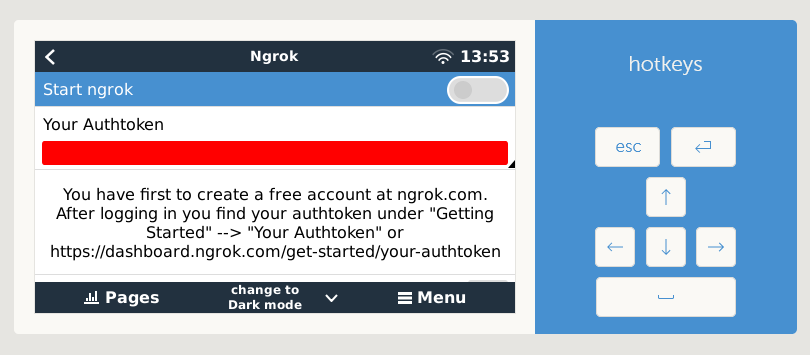 Ngrok
13:53
Start ngrok
Your Authtoken
You have first to create a free account at ngrok.com.
After logging in you find your authtoken under "Getting
Started" --> "Your Authtoken" or
https://dashboard.ngrok.com/get-started/your-authtoken
Pages
change to
Dark mode
Menu
hotkeys
esc